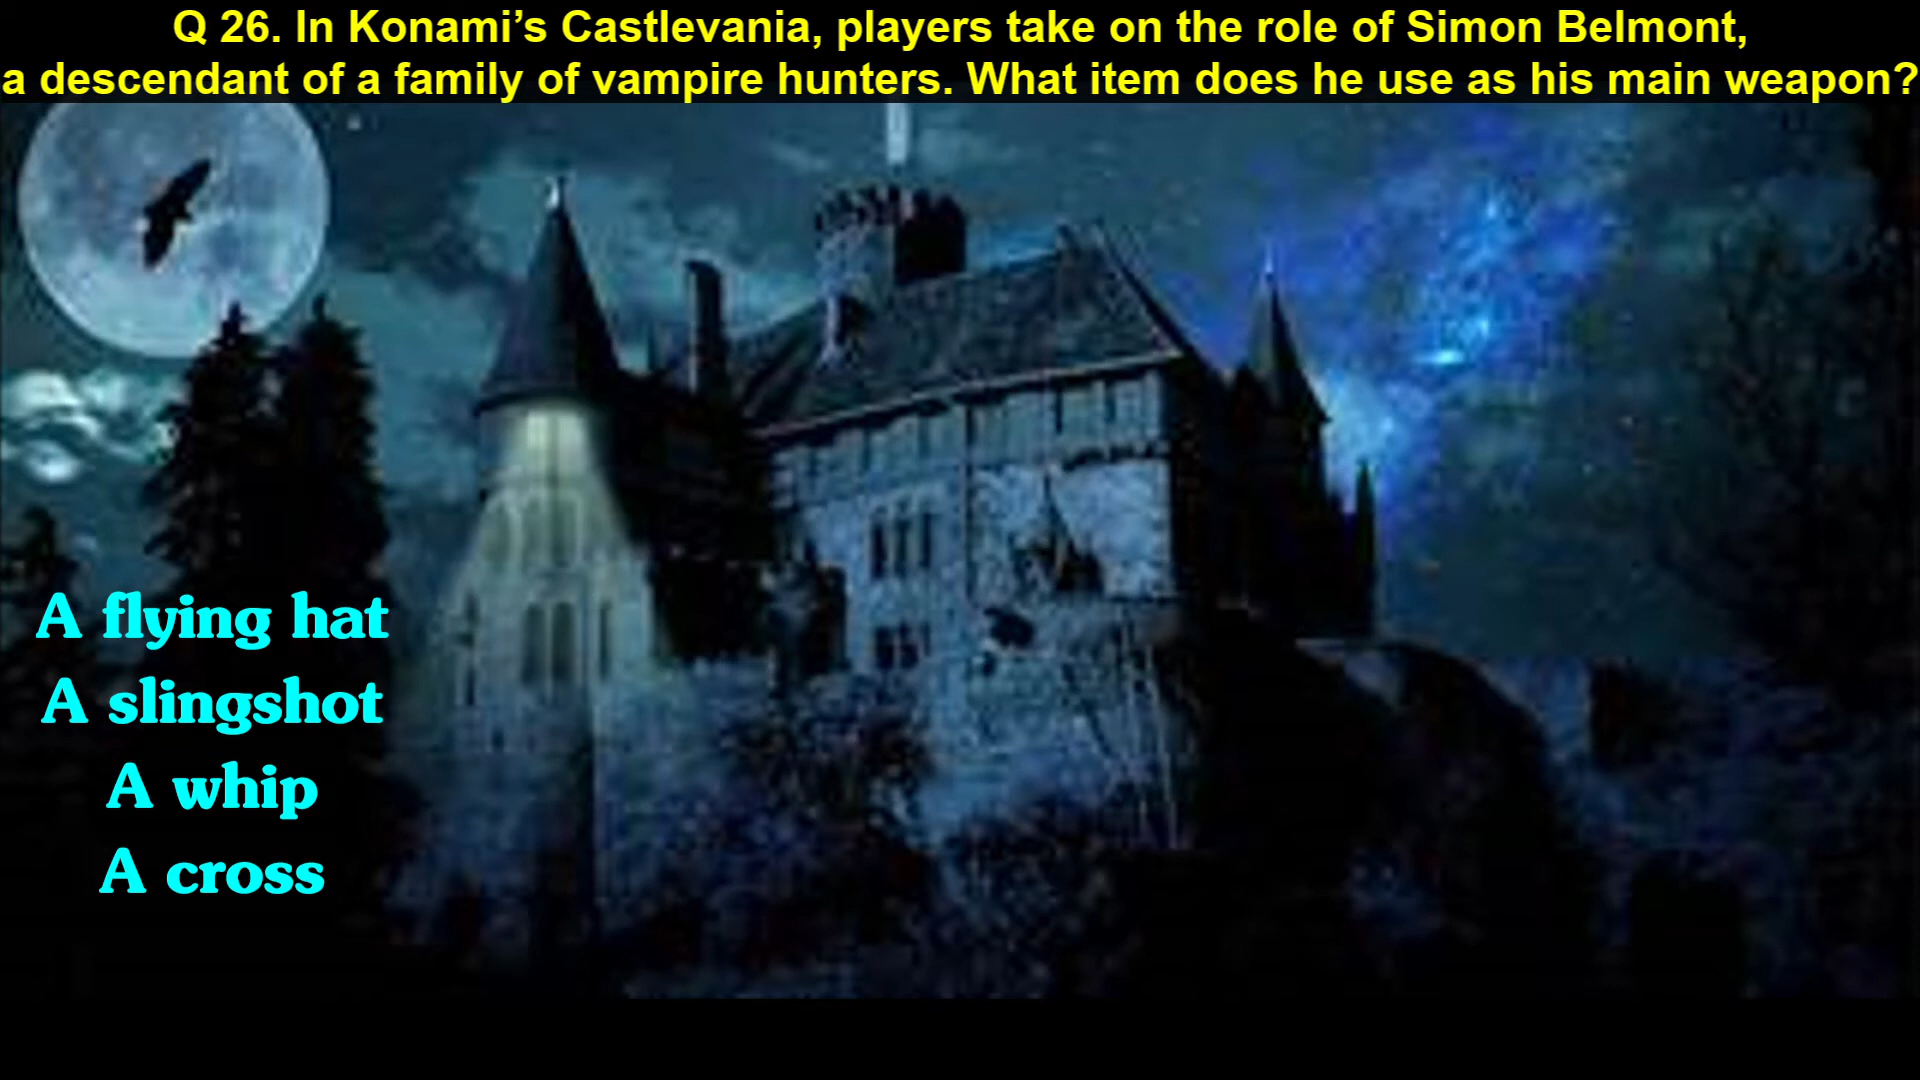 Q 26. In Konami’s Castlevania, players take on the role of Simon Belmont,
a descendant of a family of vampire hunters. What item does he use as his main weapon?
A flying hat
A slingshot
A whip
A cross